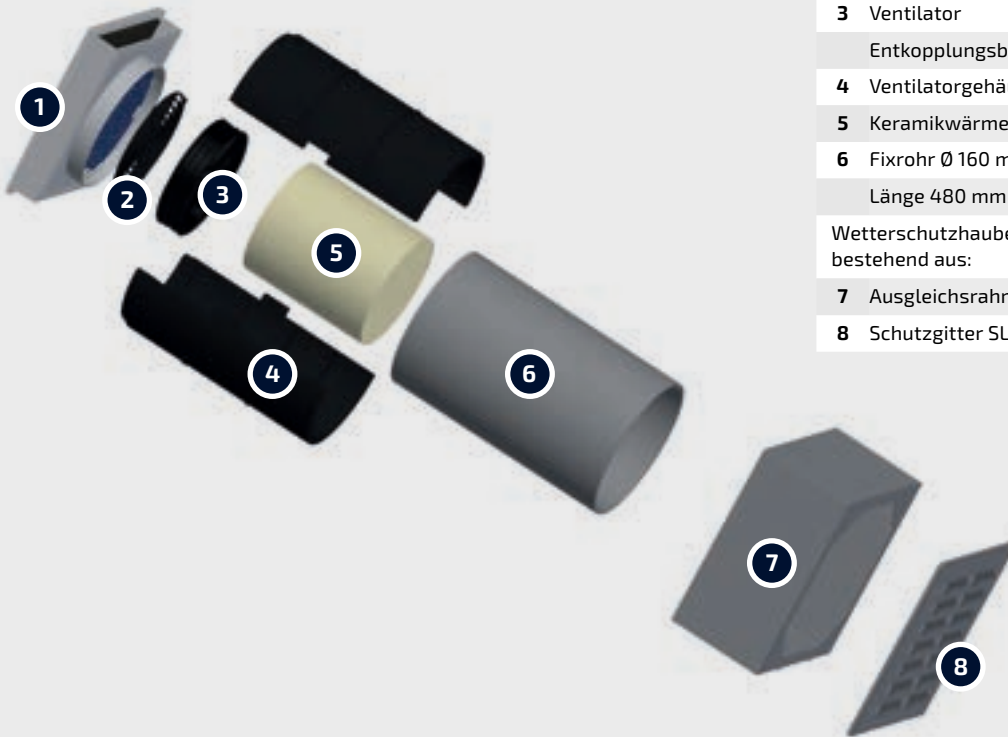 3 Ventilator
Entkopplungsb
4 Ventilatorgehä
5 Keramikwärme
6 Fixrohr Ø 160 m
Länge 480 mm
Wetterschutzhaube
bestehend aus:
7 Ausgleichsrahm
8 Schutzgitter SL
1
2
3
5
4
6
7
8